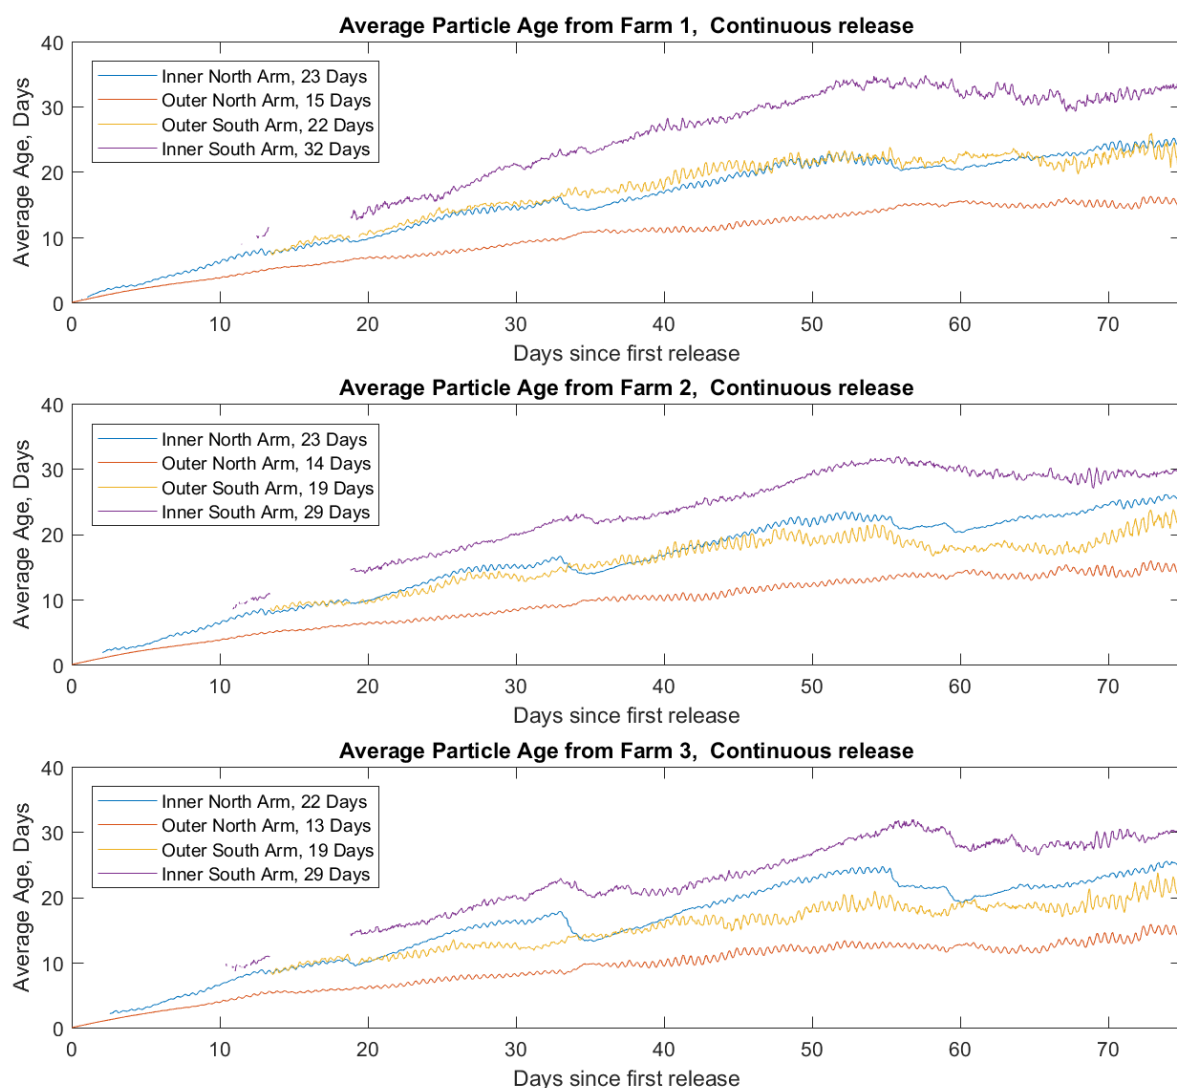 Average Particle Age from Farm 1,  Continuous release
40
30
20
10
0
Average Age, Days
Inner North Arm, 23 Days
Outer North Arm, 15 Days
Outer South Arm, 22 Days
Inner South Arm, 32 Days
0 10 20 30 40 50 60 70
Days since first release
Average Particle Age from Farm 2,  Continuous release
40
30
20
10
0
Average Age, Days
Inner North Arm, 23 Days
Outer North Arm, 14 Days
Outer South Arm, 19 Days
Inner South Arm, 29 Days
0 10 20 30 40 50 60 70
Days since first release
Average Particle Age from Farm 3,  Continuous release
40
30
20
10
0
Average Age, Days
Inner North Arm, 22 Days
Outer North Arm, 13 Days
Outer South Arm, 19 Days
Inner South Arm, 29 Days
0 10 20 30 40 50 60 70
Days since first release